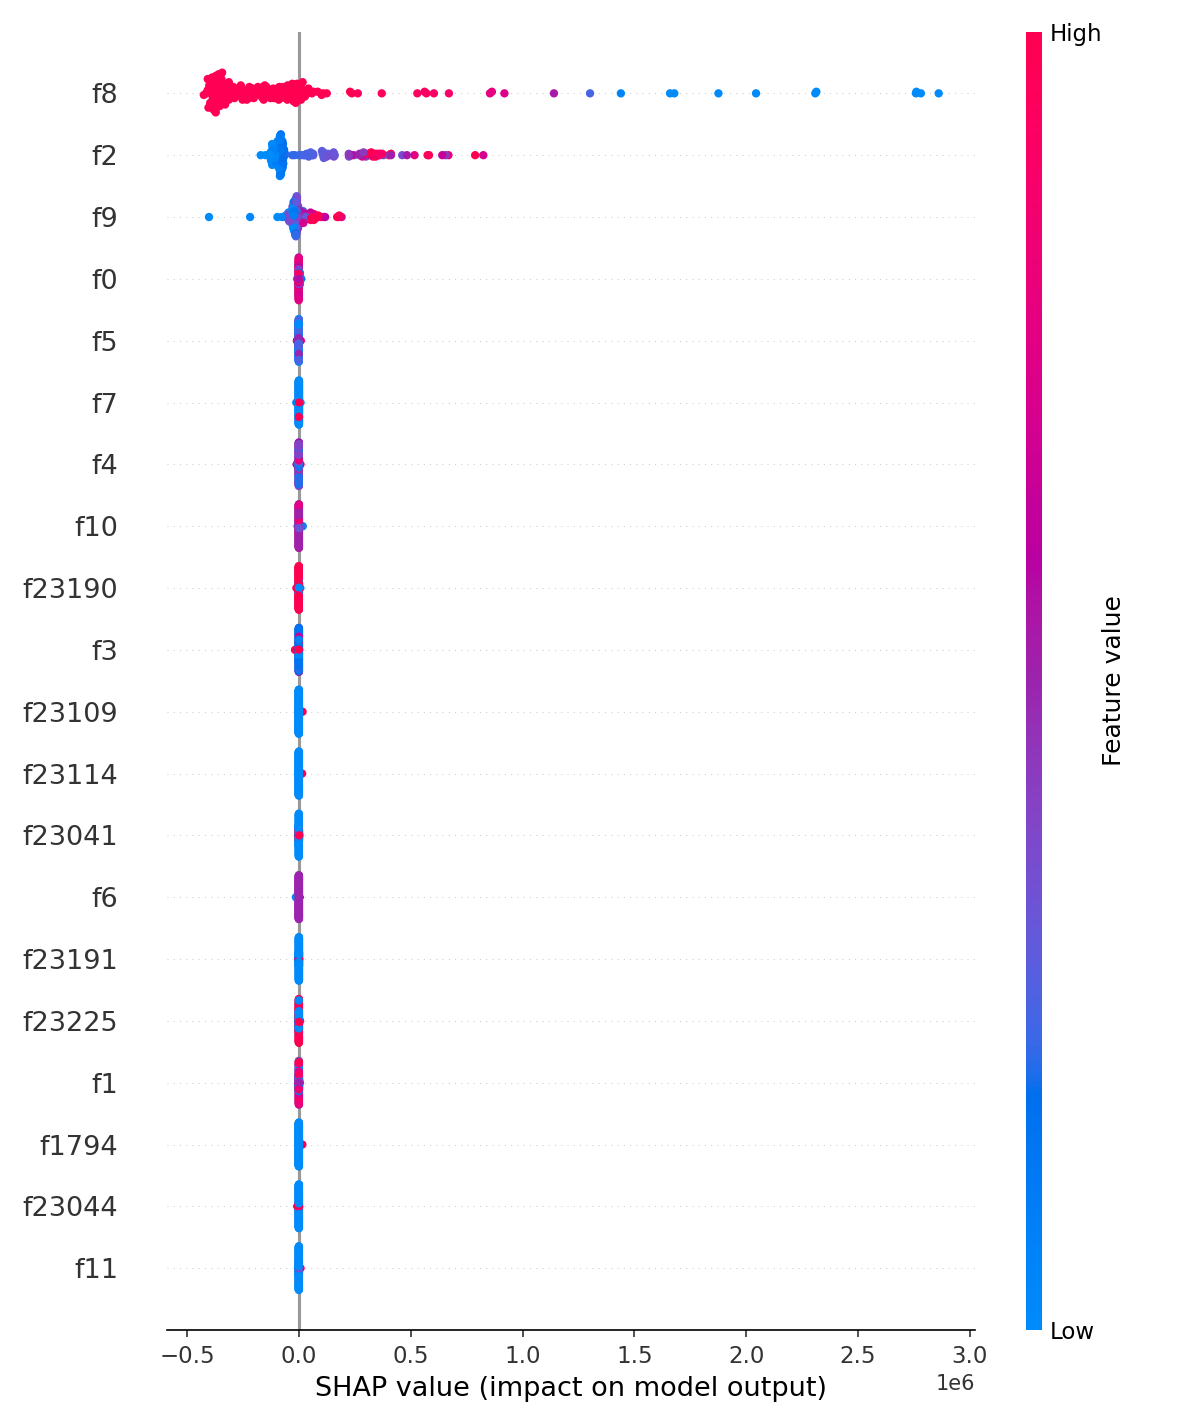 High
f8
f2
f9
f0
f5
f7
f4
f10
f23190
f3
f23109
f23114
f23041
f6
f23191
f23225
f1
f1794
f23044
f11
Feature value
Low
−0.5 0.0 0.5 1.0 1.5 2.0 2.5 3.0
1e6
SHAP value (impact on model output)